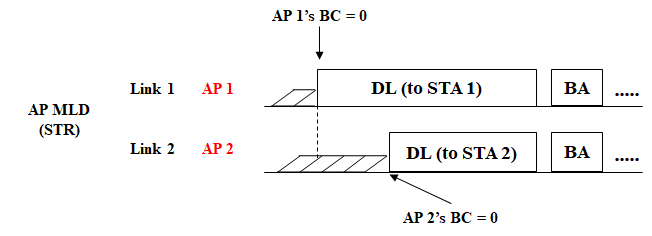 AP 1's BC = 0
Link 1 AP 1 DL (to STA 1) BA .....
AP MLD
(STR)
Link 2 AP 2 DL (to STA 2) BA .....
AP 2's BC = 0